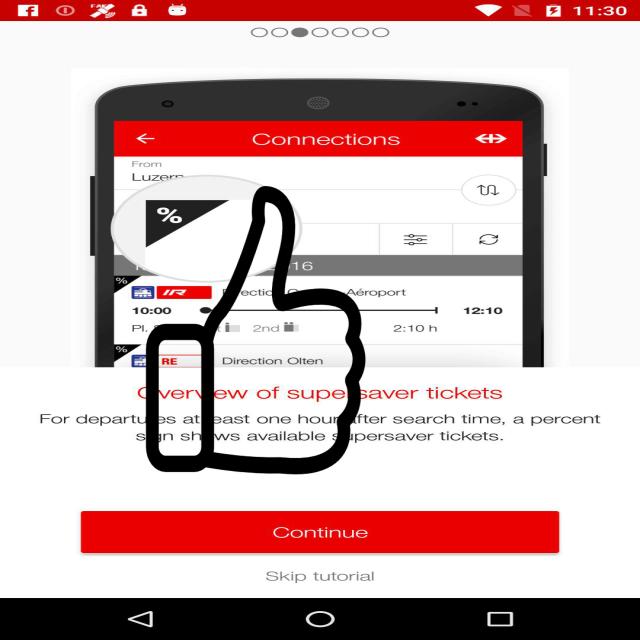 11:30
Connections
From
Luzern
%
16
%
IR Direction Aéroport
10:00 12:10
Pl. 2nd 2:10 h
%
RE Direction Olten
Overview of supersaver tickets
For departures at least one hour after search time, a percent
sign shows available supersaver tickets.
Continue
Skip tutorial